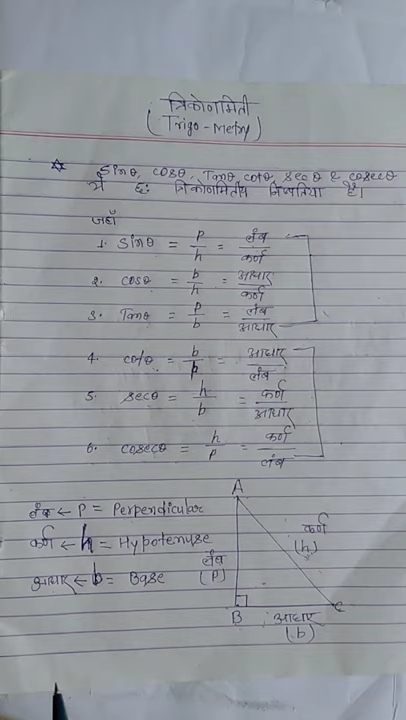 त्रिकोणमिती
(Trigo-Metry)
☆ Sinθ, cosθ, Tanθ, cotθ, secθ & cosecθ
ये छः त्रिकोणमितीय निष्पतिया है।
जहाँ
1. Sinθ = p/h = लंब/कर्ण
2. cosθ = b/h = आधार/कर्ण
3. Tanθ = p/b = लंब/आधार
4. cotθ = b/p = आधार/लंब
5. secθ = h/b = कर्ण/आधार
6. cosecθ = h/p = कर्ण/लंब
A
लंब ← P = Perpendicular
कर्ण ← h = Hypotenuse
आधार ← b = Base
लंब
(P)
कर्ण
(h)
B
C
आधार
(b)